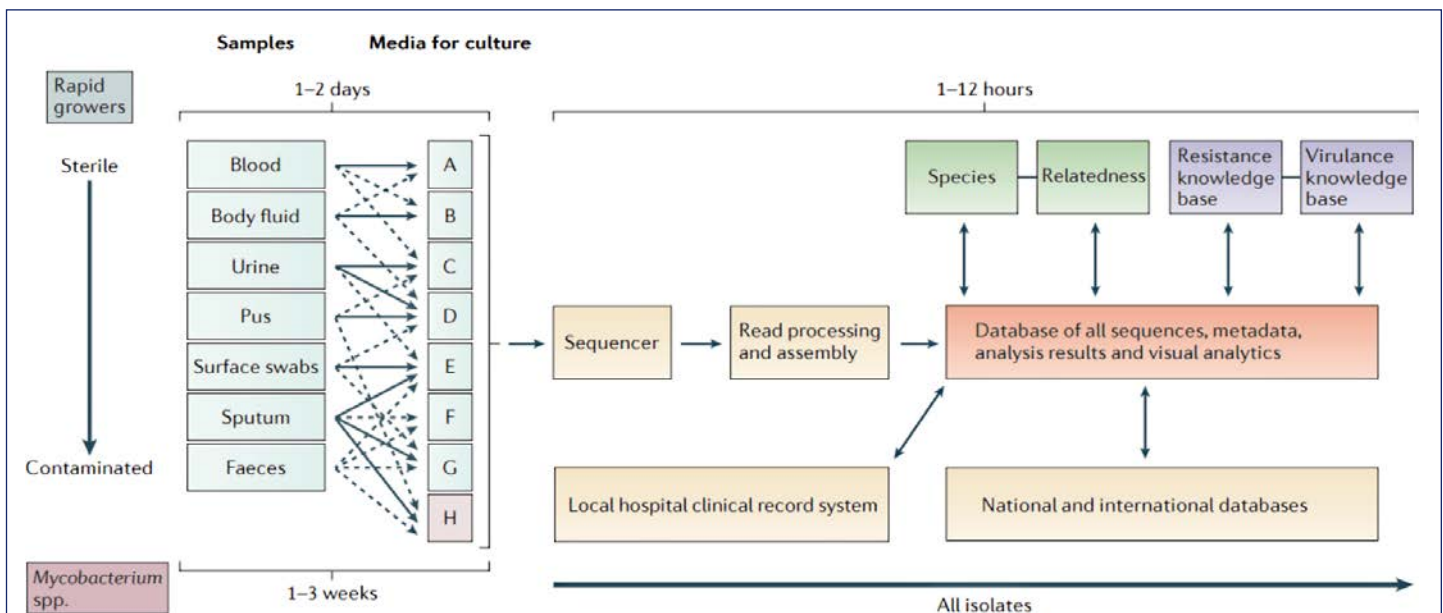 Samples
Media for culture
Rapid
growers
1–2 days
1–12 hours
Sterile
Blood
Body fluid
Urine
Pus
Surface swabs
Sputum
Faeces
Contaminated
A
B
C
D
E
F
G
H
Species
Relatedness
Resistance
knowledge
base
Virulance
knowledge
base
Sequencer
Read processing
and assembly
Database of all sequences, metadata,
analysis results and visual analytics
Local hospital clinical record system
National and international databases
Mycobacterium
spp.
1–3 weeks
All isolates